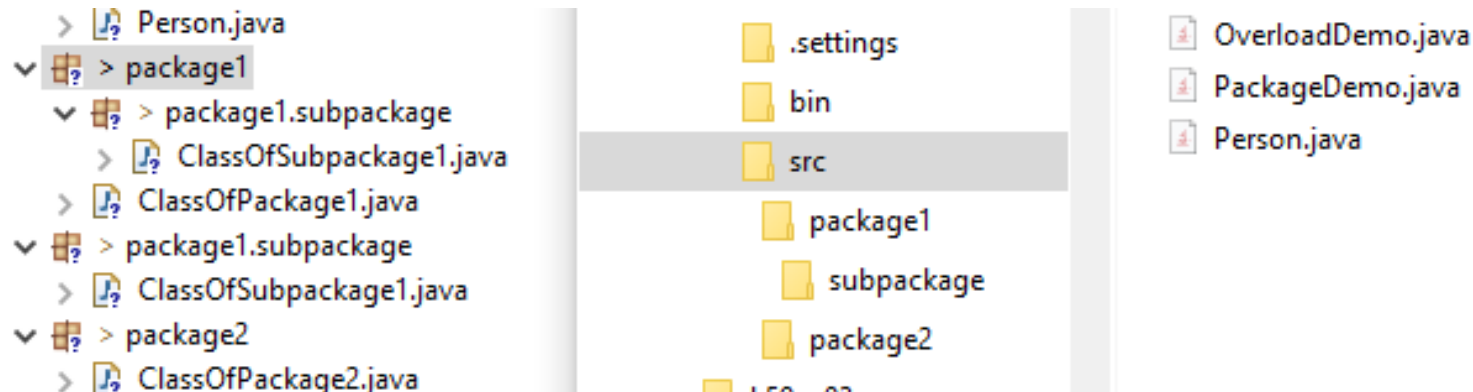 Person.java
> package1
> package1.subpackage
ClassOfSubpackage1.java
ClassOfPackage1.java
> package1.subpackage
ClassOfSubpackage1.java
> package2
ClassOfPackage2.java
.settings
bin
src
package1
subpackage
package2
OverloadDemo.java
PackageDemo.java
Person.java